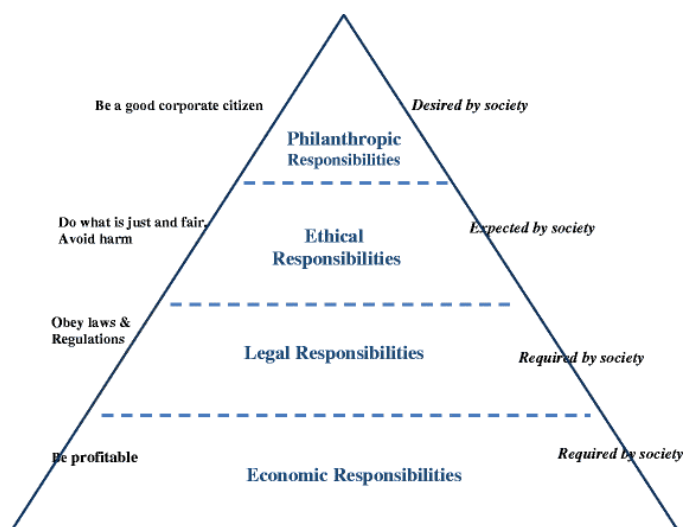 Be a good corporate citizen
Desired by society
Philanthropic
Responsibilities
Do what is just and fair,
Avoid harm
Expected by society
Ethical
Responsibilities
Obey laws &
Regulations
Legal Responsibilities
Required by society
Be profitable
Required by society
Economic Responsibilities